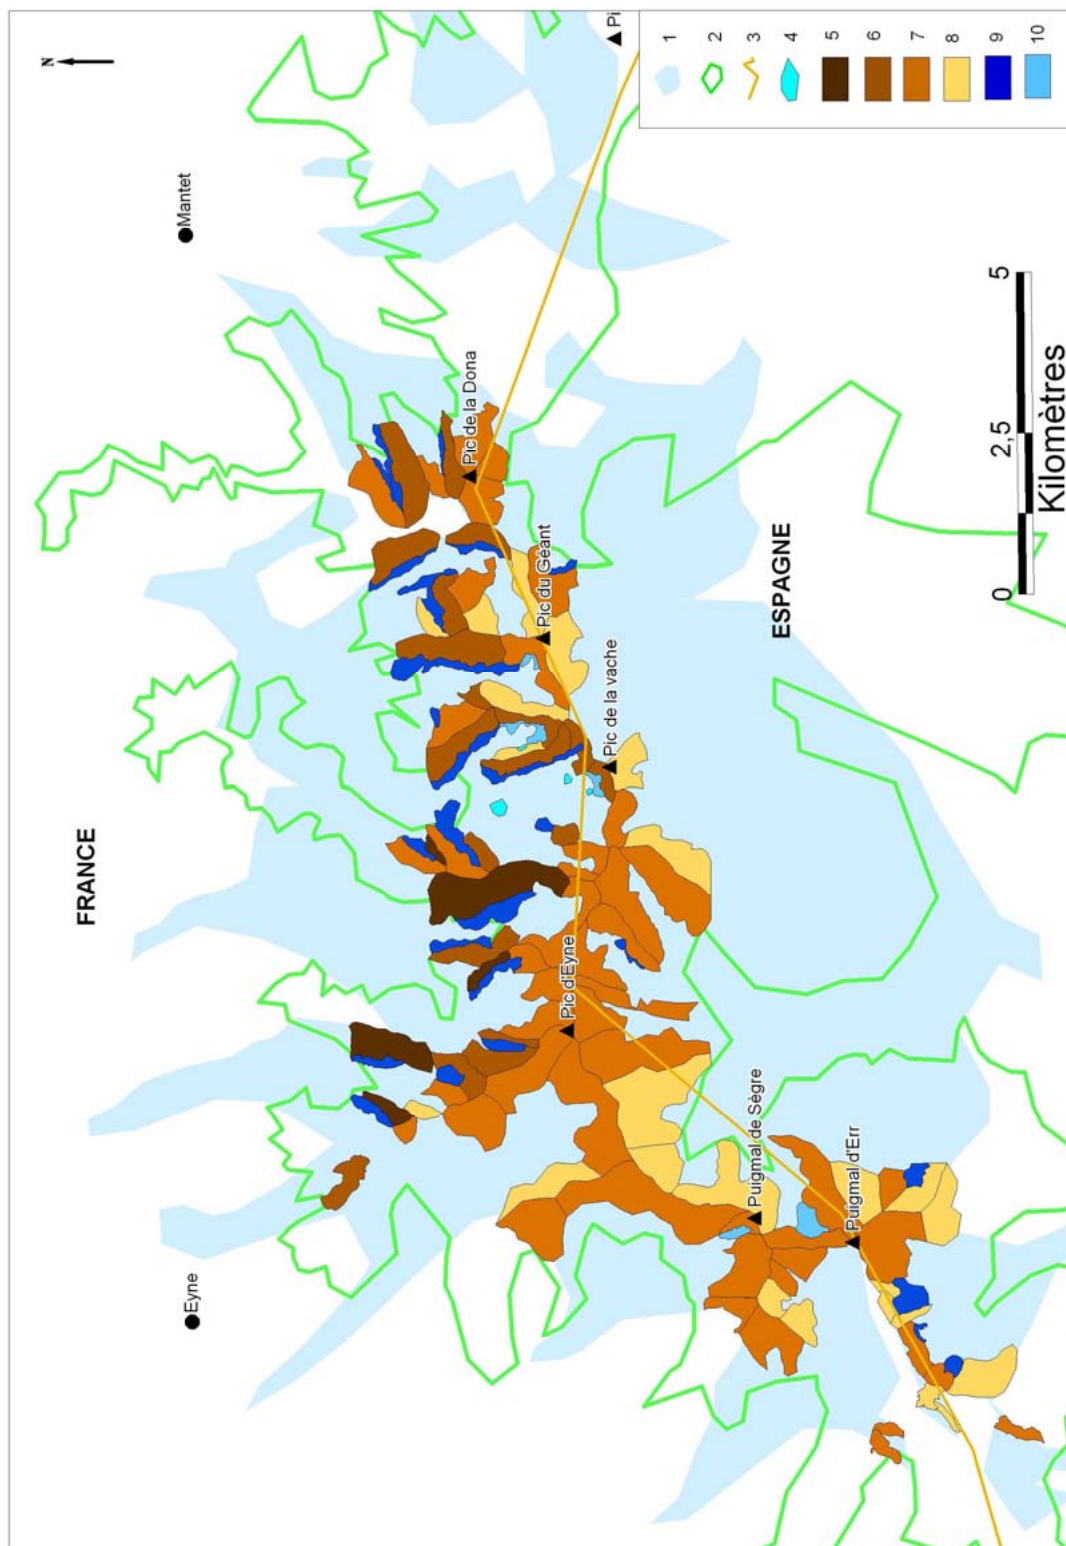 N
FRANCE
Mantet
Eyne
Pic de la Dona
Pic du Géant
Pic de la vache
Pic d'Eyne
Puigmal de Sègre
Puigmal d'Err
Pi
ESPAGNE
0 2,5 5
Kilomètres
1
2
3
4
5
6
7
8
9
10